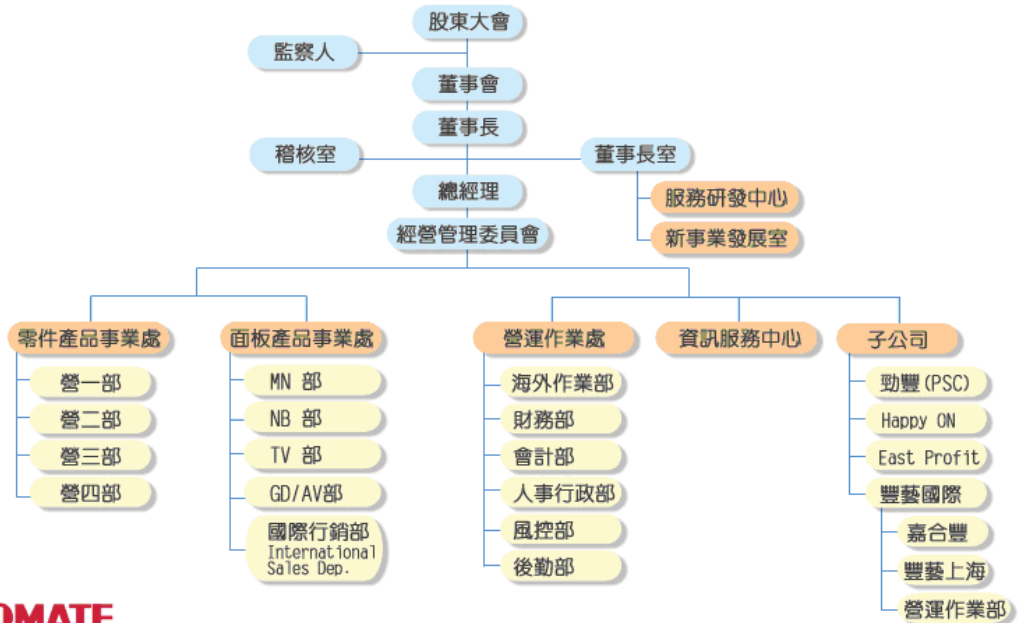 股東大會
監察人
董事會
董事長
稽核室
董事長室
總經理
服務研發中心
經營管理委員會
新事業發展室
零件產品事業處
營一部
營二部
營三部
營四部
面板產品事業處
MN 部
NB 部
TV 部
GD/AV部
國際行銷部
International
Sales Dep.
營運作業處
海外作業部
財務部
會計部
人事行政部
風控部
後勤部
資訊服務中心
子公司
勁豐(PSC)
Happy ON
East Profit
豐藝國際
嘉合豐
豐藝上海
營運作業部
OMATE